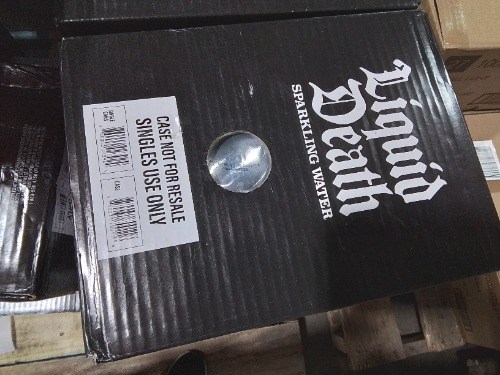 Liquid
Death
SPARKLING WATER
CASE NOT FOR RESALE
SINGLES USE ONLY